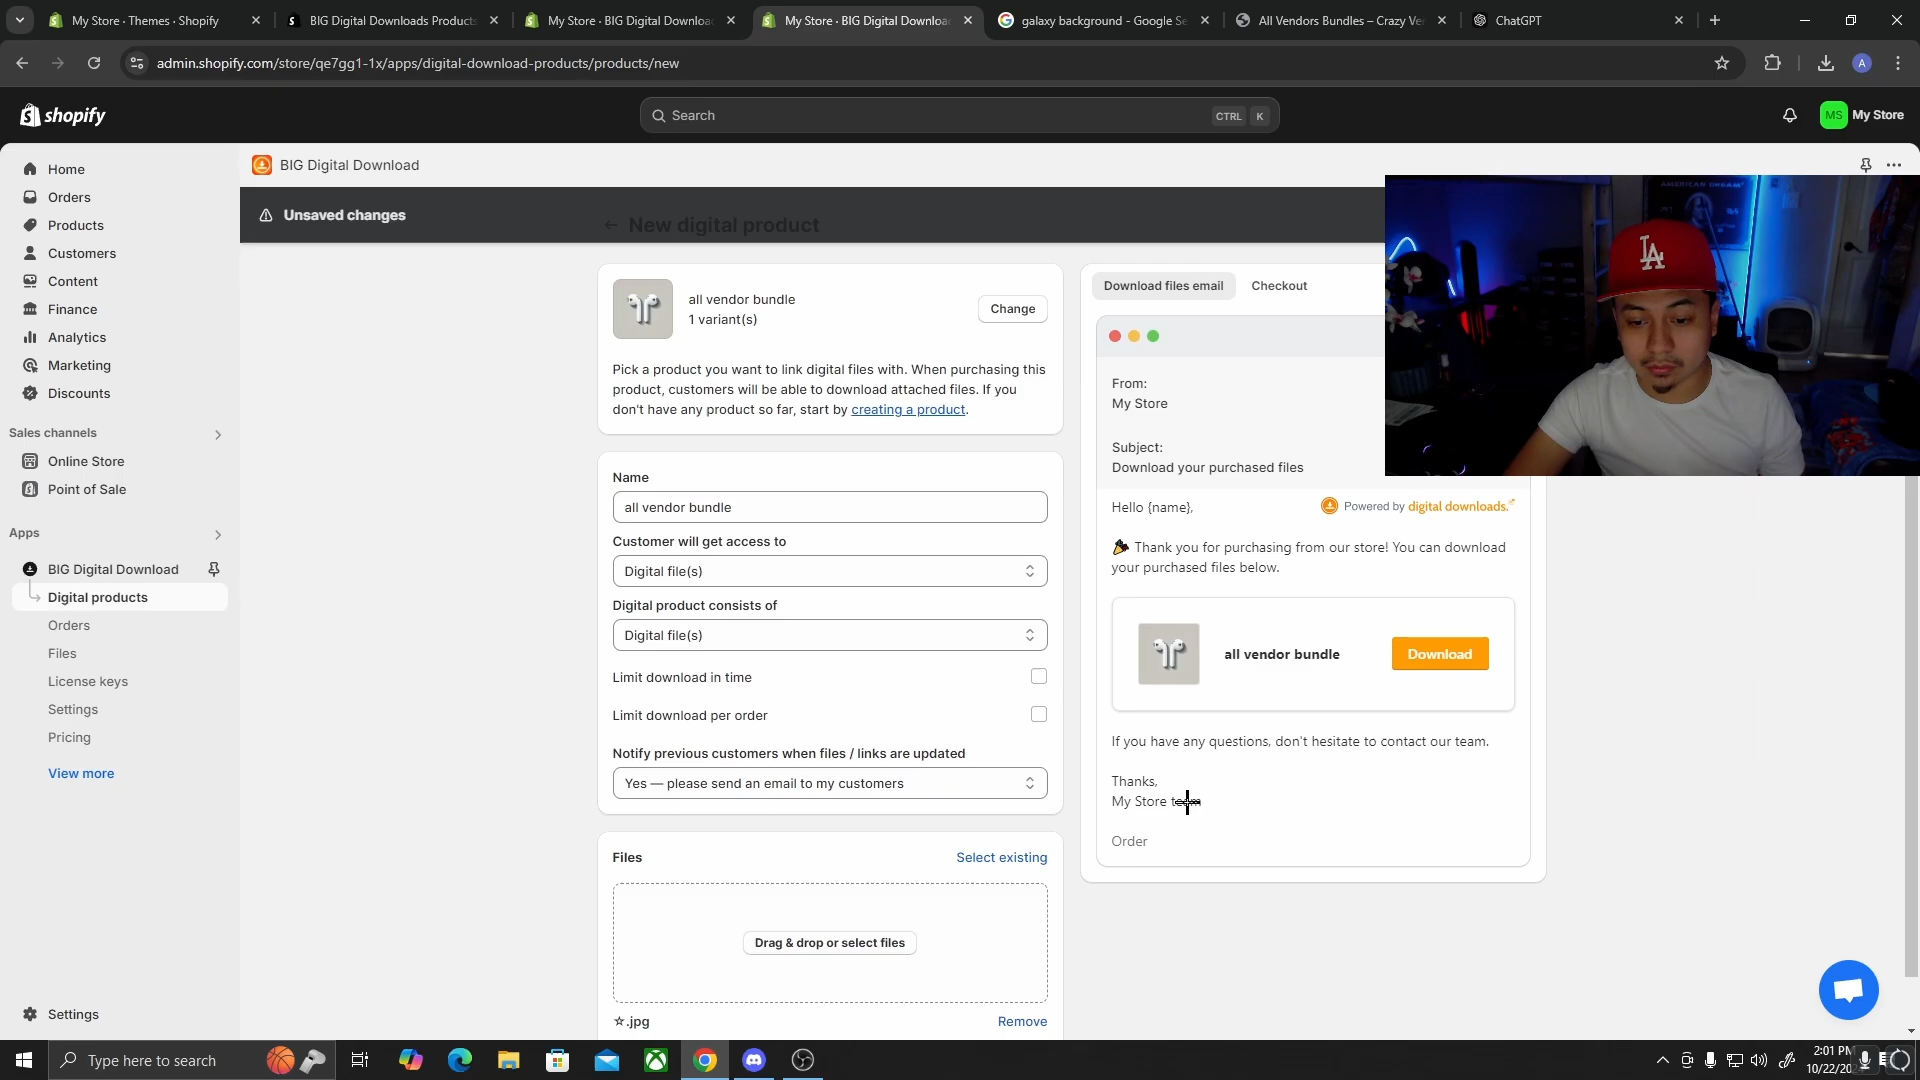 My Store · Themes · Shopify
BIG Digital Downloads Products
My Store · BIG Digital Downloa
My Store · BIG Digital Downloa
galaxy background - Google Se
All Vendors Bundles – Crazy Ve
ChatGPT
admin.shopify.com/store/qe7gg1-1x/apps/digital-download-products/products/new
A
shopify
Search
CTRL
K
MS
My Store
Home
Orders
Products
Customers
Content
Finance
Analytics
Marketing
Discounts
Sales channels
Online Store
Point of Sale
Apps
BIG Digital Download
Digital products
Orders
Files
License keys
Settings
Pricing
View more
Settings
BIG Digital Download
Unsaved changes
New digital product
all vendor bundle
1 variant(s)
Change
Pick a product you want to link digital files with. When purchasing this
product, customers will be able to download attached files. If you
don't have any product so far, start by creating a product.
Name
all vendor bundle
Customer will get access to
Digital file(s)
Digital product consists of
Digital file(s)
Limit download in time
Limit download per order
Notify previous customers when files / links are updated
Yes — please send an email to my customers
Files
Select existing
Drag & drop or select files
☆.jpg
Remove
Download files email
Checkout
From:
My Store
Subject:
Download your purchased files
Hello {name},
Powered by digital downloads.
Thank you for purchasing from our store! You can download
your purchased files below.
all vendor bundle
Download
If you have any questions, don't hesitate to contact our team.
Thanks,
My Store team
Order
AMERICAN DREAM
LA
Type here to search
2:01 PM
10/22/20